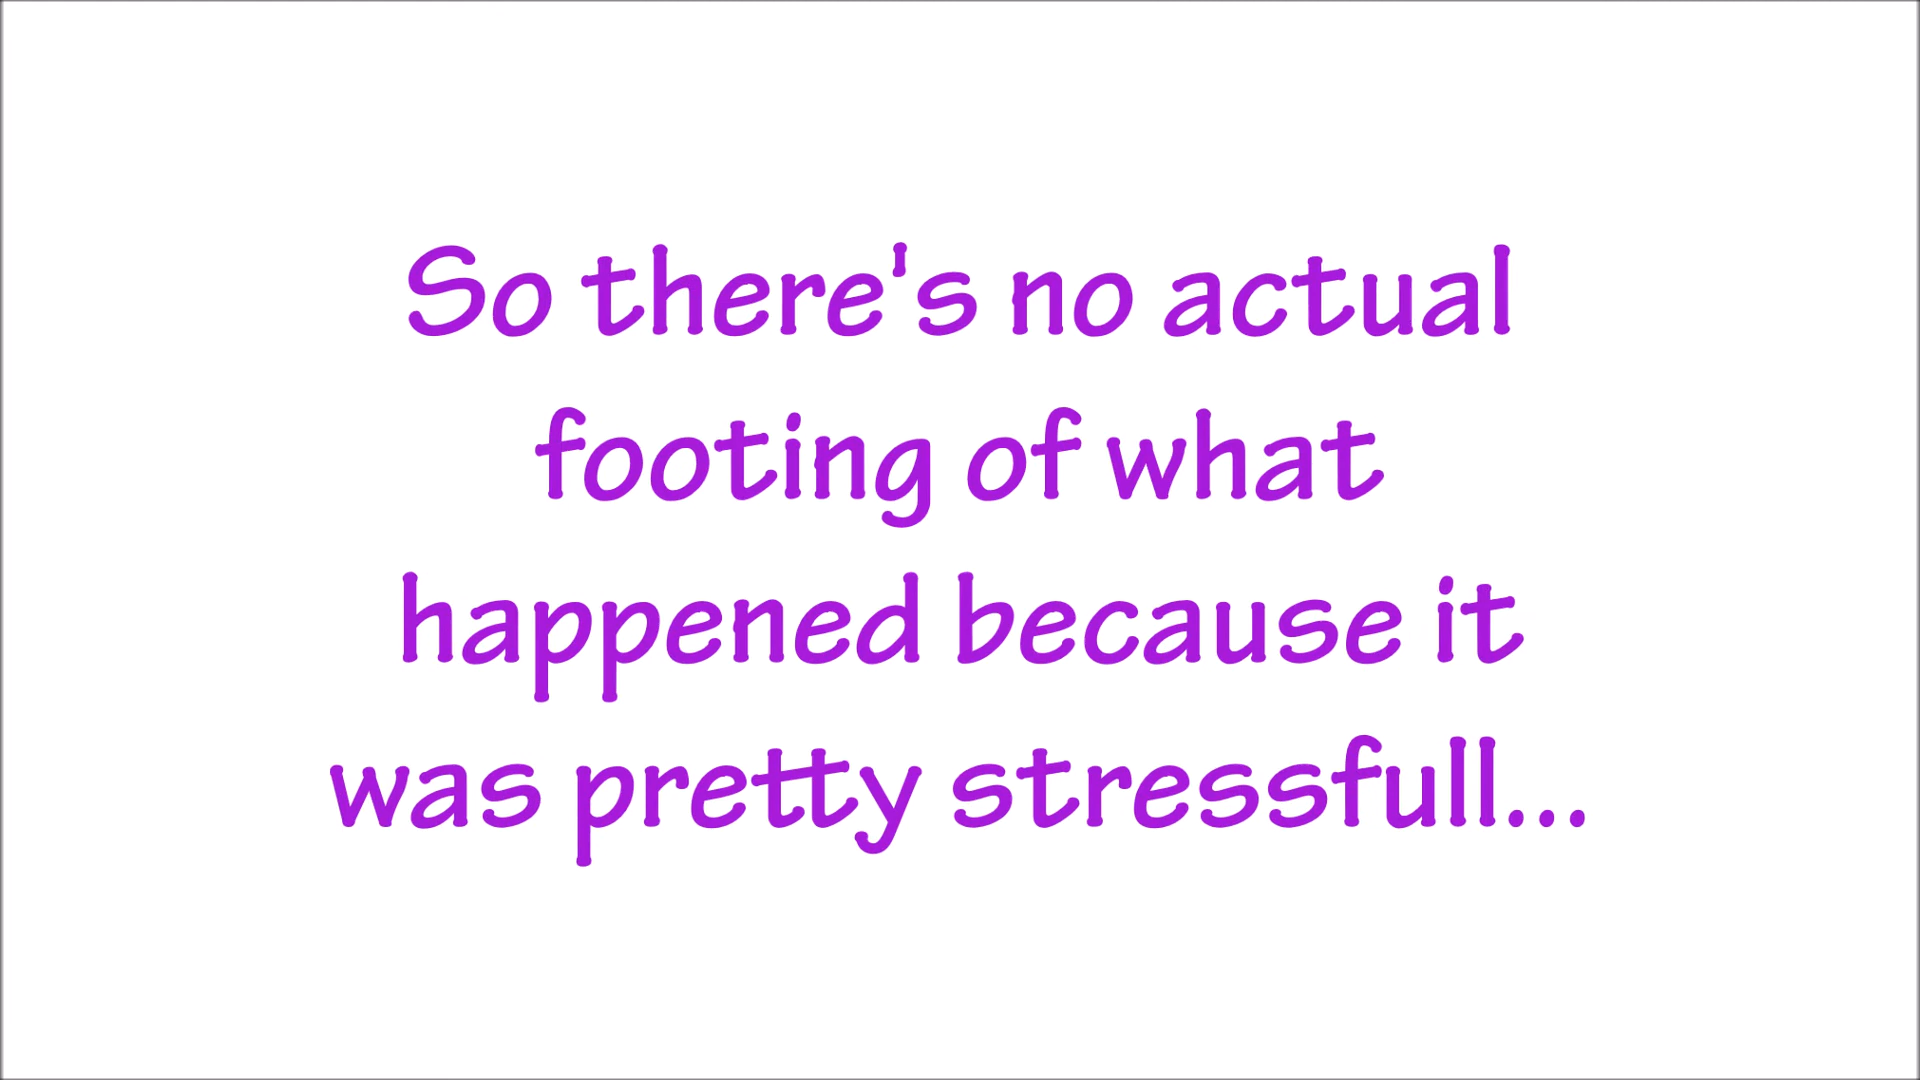 So there's no actual
footing of what
happened because it
was pretty stressfull...